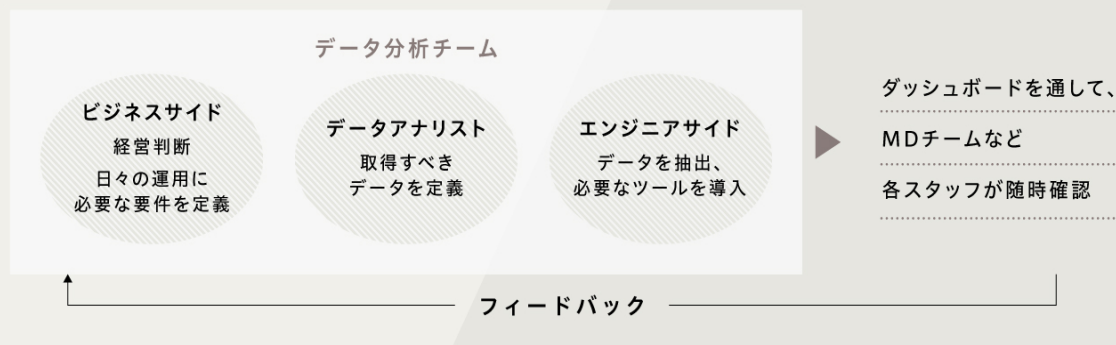 データ分析チーム
ビジネスサイド
経営判断
日々の運用に
必要な要件を定義
データアナリスト
取得すべき
データを定義
エンジニアサイド
データを抽出、
必要なツールを導入
ダッシュボードを通して、
MDチームなど
各スタッフが随時確認
フィードバック